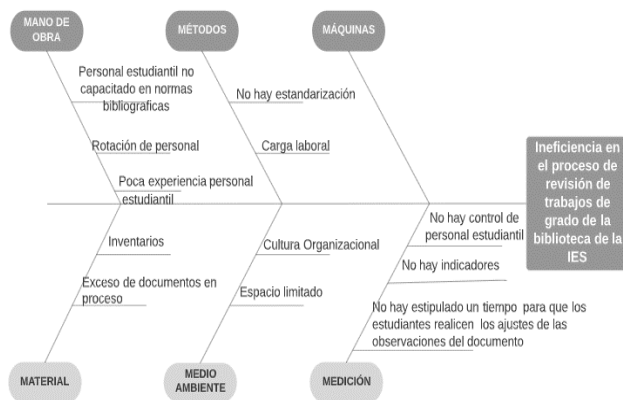 MANO DE
OBRA
MÉTODOS
MÁQUINAS
Personal estudiantil no
capacitado en normas
bibliograficas
Rotación de personal
Poca experiencia personal
estudiantil
No hay estandarización
Carga laboral
Ineficiencia en
el proceso de
revisión de
trabajos de
grado de la
biblioteca de la
IES
Inventarios
Exceso de documentos en
proceso
Cultura Organizacional
Espacio limitado
No hay control de
personal estudiantil
No hay indicadores
No hay estipulado un tiempo para que los
estudiantes realicen los ajustes de las
observaciones del documento
MATERIAL
MEDIO
AMBIENTE
MEDICIÓN